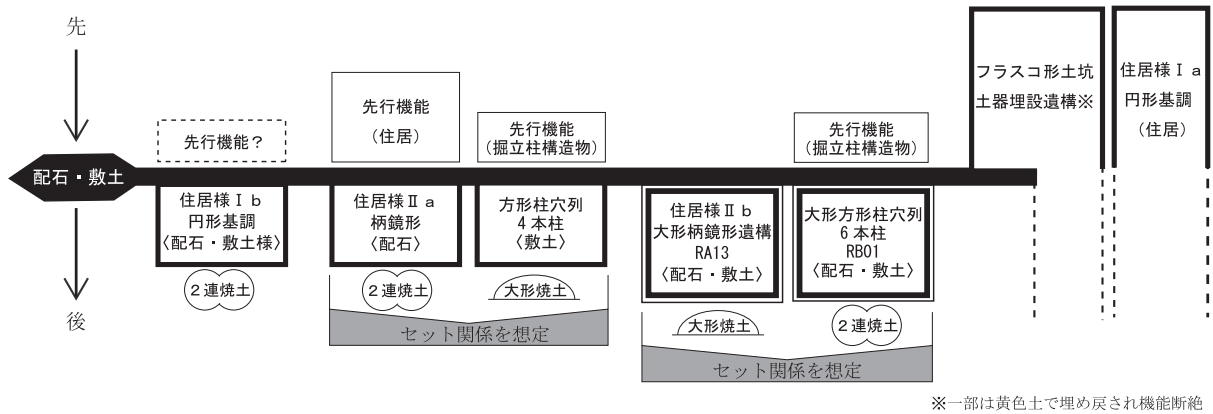 先
後
配石・敷土
先行機能？
住居様Ⅰｂ
円形基調
〈配石・敷土様〉
２連焼土
先行機能
（住居）
住居様Ⅱａ
柄鏡形
〈配石〉
２連焼土
先行機能
（掘立柱構造物）
方形柱穴列
４本柱
〈敷土〉
大形焼土
セット関係を想定
住居様Ⅱｂ
大形柄鏡形遺構
RA13
〈配石・敷土〉
大形焼土
先行機能
（掘立柱構造物）
大形方形柱穴列
６本柱
RB01
〈配石・敷土〉
２連焼土
セット関係を想定
フラスコ形土坑
土器埋設遺構※
住居様Ⅰａ
円形基調
（住居）
※一部は黄色土で埋め戻され機能断絶